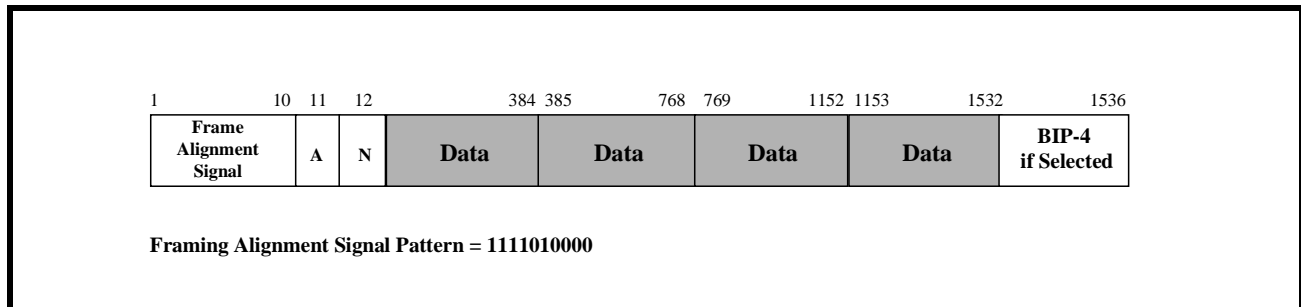 1 10 11 12 384 385 768 769 1152 1153 1532 1536
Frame
Alignment
Signal
A
N
Data
Data
Data
Data
BIP-4
if Selected
Framing Alignment Signal Pattern = 1111010000